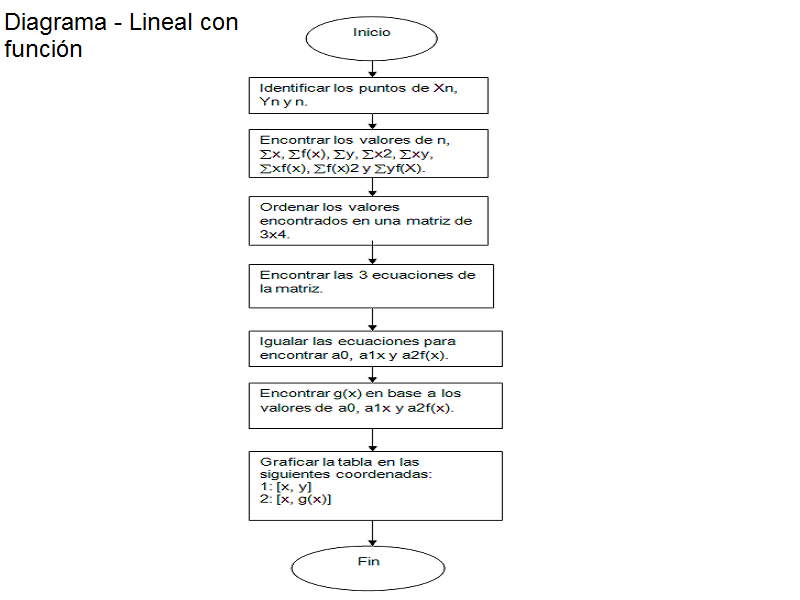 Diagrama - Lineal con
función
Inicio
Identificar los puntos de Xn,
Yn y n.
Encontrar los valores de n,
∑x, ∑f(x), ∑y, ∑x2, ∑xy,
∑xf(x), ∑f(x)2 y ∑yf(X).
Ordenar los valores
encontrados en una matriz de
3x4.
Encontrar las 3 ecuaciones de
la matriz.
Igualar las ecuaciones para
encontrar a0, a1x y a2f(x).
Encontrar g(x) en base a los
valores de a0, a1x y a2f(x).
Graficar la tabla en las
siguientes coordenadas:
1: [x, y]
2: [x, g(x)]
Fin